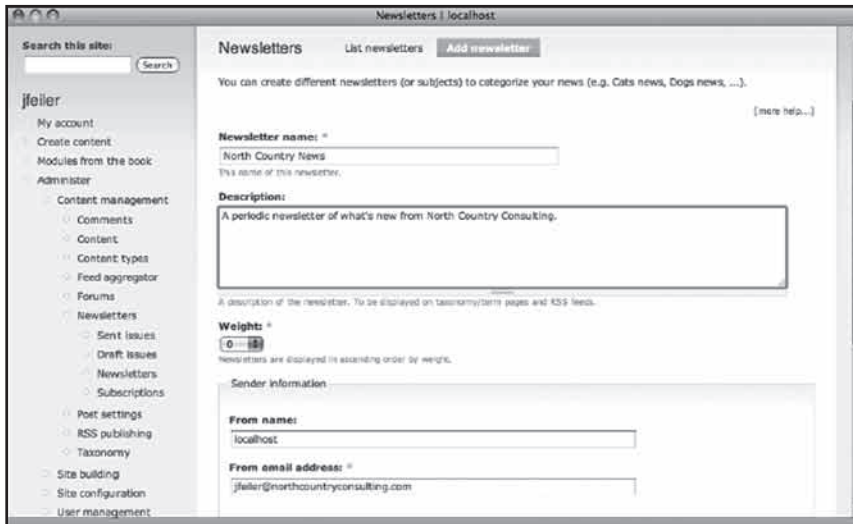 Newsletters | localhost
Search this site:
Search
jfeiler
My account
Create content
Modules from the book
Administer
Content management
Comments
Content
Content types
Feed aggregator
Forums
Newsletters
Sent issues
Draft issues
Newsletters
Subscriptions
Post settings
RSS publishing
Taxonomy
Site building
Site configuration
User management
Newsletters
List newsletters
Add newsletter
You can create different newsletters (or subjects) to categorize your news (e.g. Cats news, Dogs news, ...).
[more help...]
Newsletter name: *
North Country News
This name of this newsletter.
Description:
A periodic newsletter of what's new from North Country Consulting.
A description of the newsletter. To be displayed on taxonomy/term pages and RSS feeds.
Weight: *
0
Newsletters are displayed in ascending order by weight.
Sender information
From name:
localhost
From email address: *
jfeiler@northcountryconsulting.com